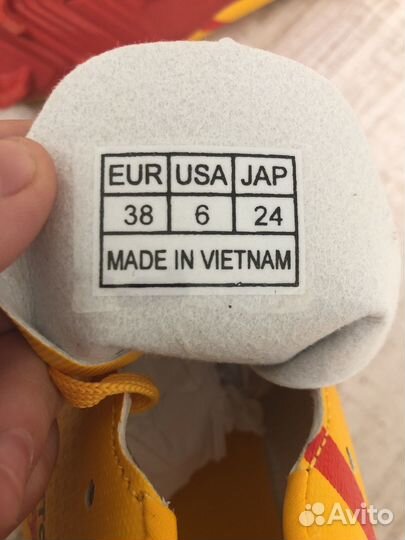 EUR USA JAP
38 6 24
MADE IN VIETNAM
Avito